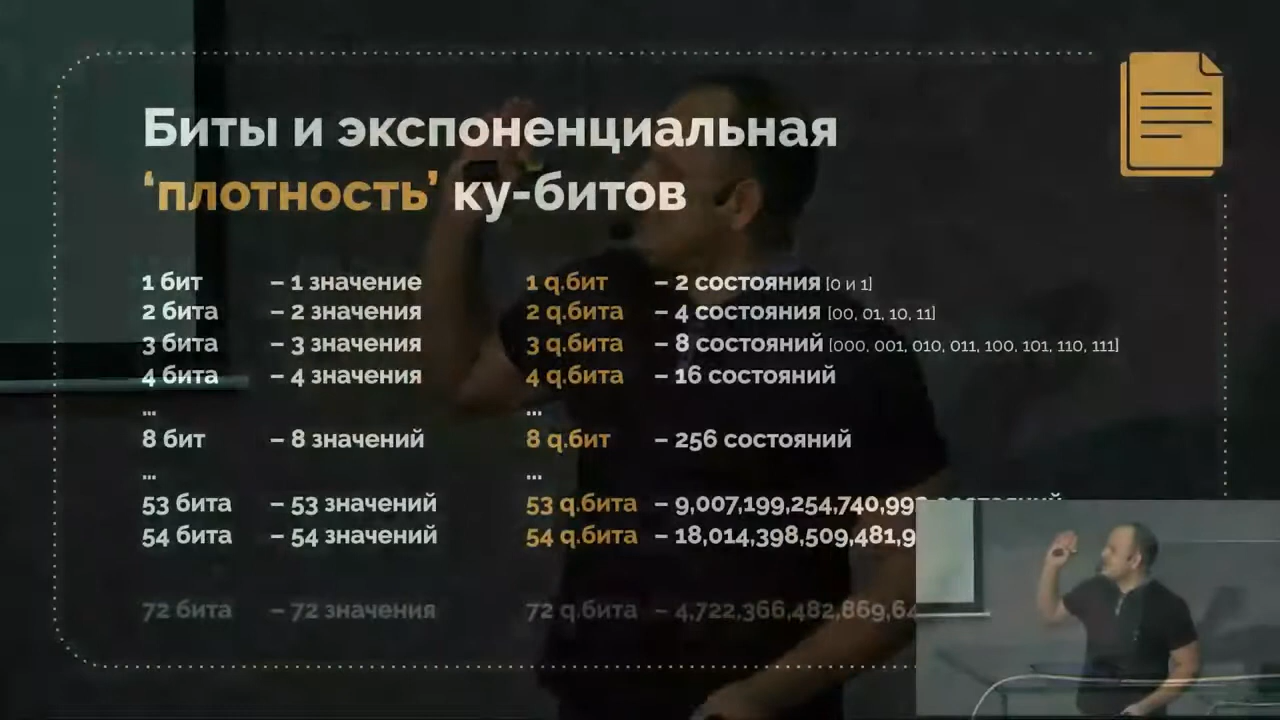 Биты и экспоненциальная
‘плотность’ ку-битов
1 бит – 1 значение 1 q.бит – 2 состояния [0 и 1]
2 бита – 2 значения 2 q.бита – 4 состояния [00, 01, 10, 11]
3 бита – 3 значения 3 q.бита – 8 состояний [000, 001, 010, 011, 100, 101, 110, 111]
4 бита – 4 значения 4 q.бита – 16 состояний
... ...
8 бит – 8 значений 8 q.бит – 256 состояний
... ...
53 бита – 53 значений 53 q.бита – 9,007,199,254,740,992 состояний
54 бита – 54 значений 54 q.бита – 18,014,398,509,481,9
72 бита – 72 значения 72 q.бита – 4,722,366,482,869,64